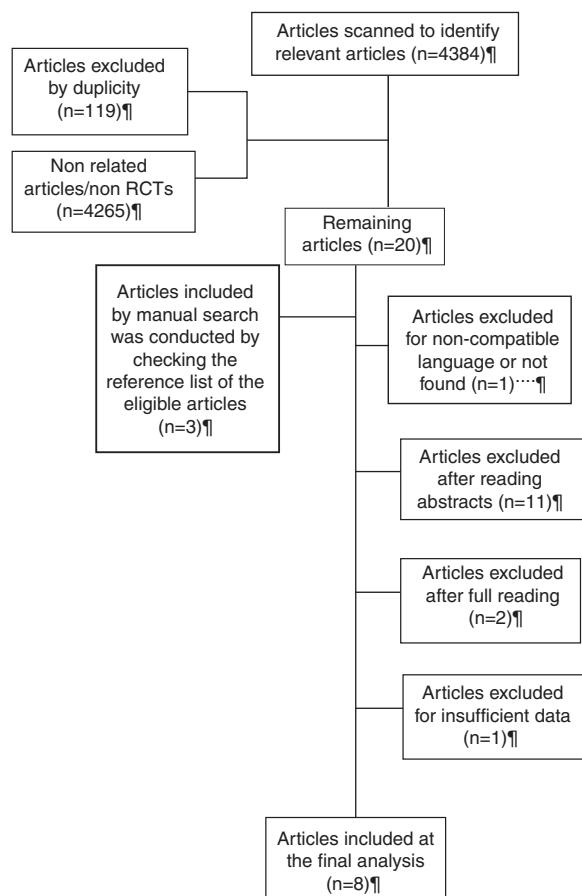 Articles scanned to identify
relevant articles (n=4384)¶
Articles excluded
by duplicity
(n=119)¶
Non related
articles/non RCTs
(n=4265)¶
Remaining
articles (n=20)¶
Articles included
by manual search
was conducted by
checking the
reference list of the
eligible articles
(n=3)¶
Articles excluded
for non-compatible
language or not
found (n=1)····¶
Articles excluded
after reading
abstracts (n=11)¶
Articles excluded
after full reading
(n=2)¶
Articles excluded
for insufficient data
(n=1)¶
Articles included at
the final analysis
(n=8)¶